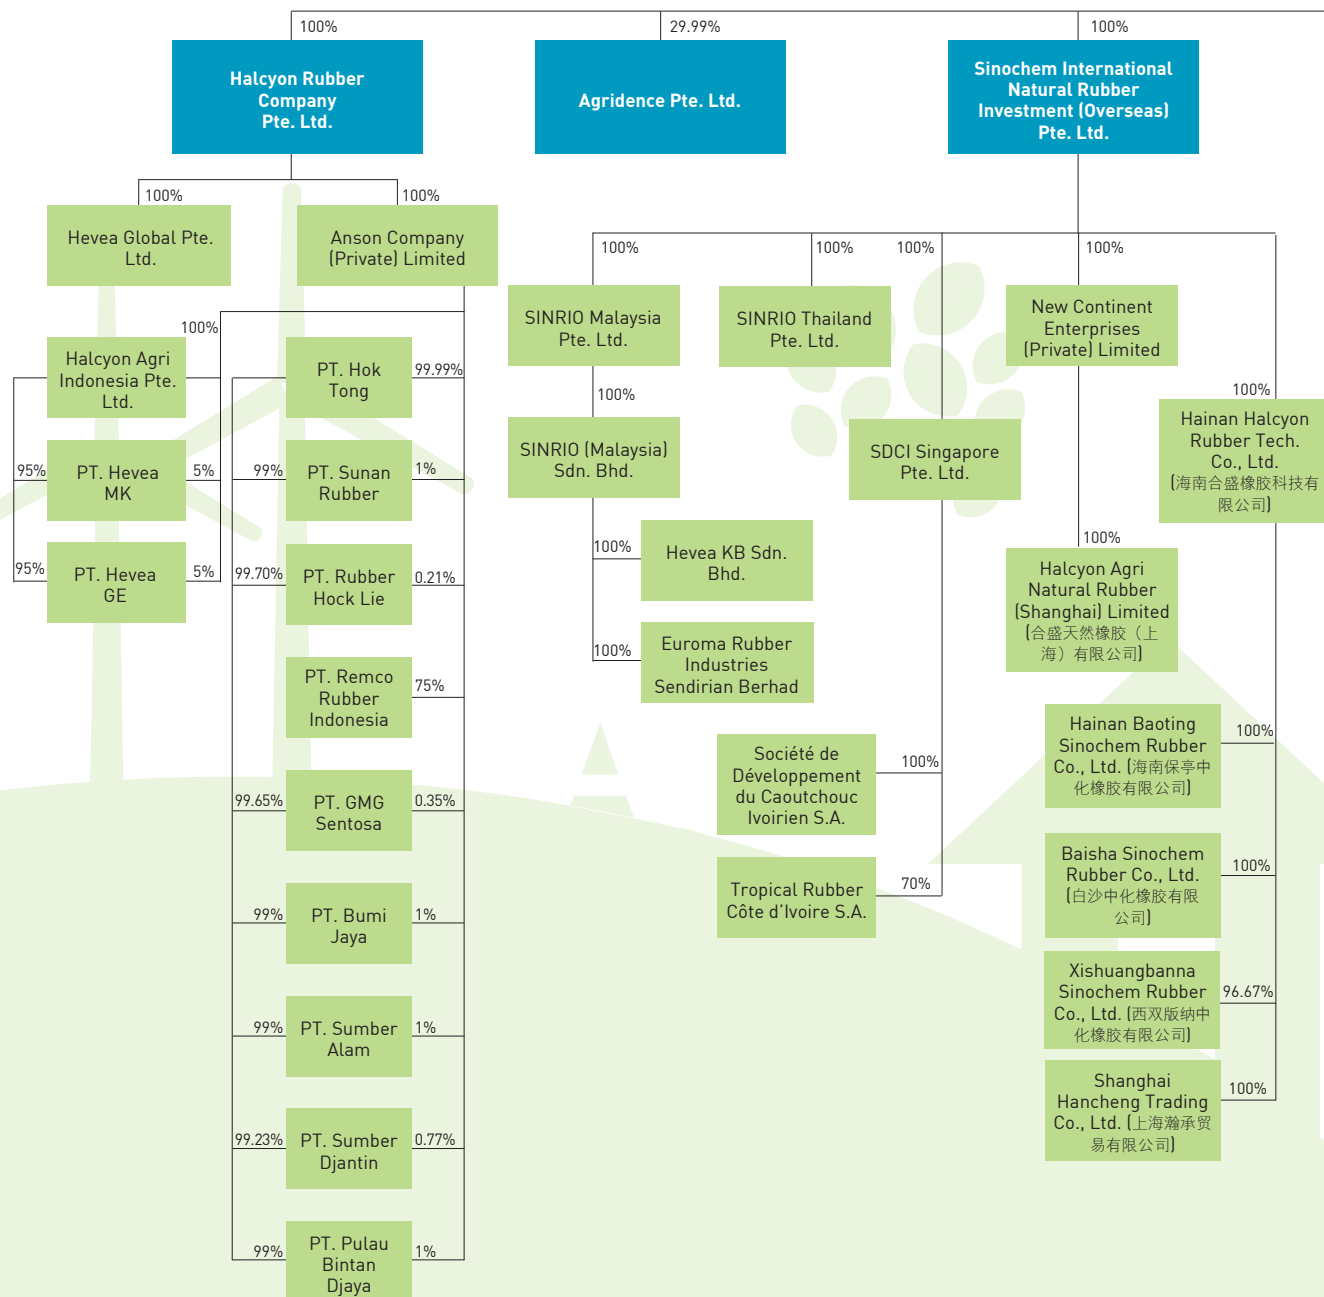 100%
29.99%
100%
Halcyon Rubber
Company
Pte. Ltd.
Agridence Pte. Ltd.
Sinochem International
Natural Rubber
Investment (Overseas)
Pte. Ltd.
100%
100%
Hevea Global Pte.
Ltd.
Anson Company
(Private) Limited
100%
Halcyon Agri
Indonesia Pte.
Ltd.
95%
PT. Hevea
MK
5%
95%
PT. Hevea
GE
5%
PT. Hok
Tong
99.99%
99%
PT. Sunan
Rubber
1%
99.70%
PT. Rubber
Hock Lie
0.21%
PT. Remco
Rubber
Indonesia
75%
99.65%
PT. GMG
Sentosa
0.35%
99%
PT. Bumi
Jaya
1%
99%
PT. Sumber
Alam
1%
99.23%
PT. Sumber
Djantin
0.77%
99%
PT. Pulau
Bintan
Djaya
1%
100%
100%
100%
100%
SINRIO Malaysia
Pte. Ltd.
SINRIO Thailand
Pte. Ltd.
New Continent
Enterprises
(Private) Limited
100%
SINRIO (Malaysia)
Sdn. Bhd.
SDCI Singapore
Pte. Ltd.
100%
Hainan Halcyon
Rubber Tech.
Co., Ltd.
(海南合盛橡胶科技有
限公司)
100%
Hevea KB Sdn.
Bhd.
100%
Euroma Rubber
Industries
Sendirian Berhad
100%
Halcyon Agri
Natural Rubber
(Shanghai) Limited
(合盛天然橡胶（上
海）有限公司)
Société de
Développement
du Caoutchouc
Ivoirien S.A.
100%
Tropical Rubber
Côte d'Ivoire S.A.
70%
Hainan Baoting
Sinochem Rubber
Co., Ltd. (海南保亭中
化橡胶有限公司)
100%
Baisha Sinochem
Rubber Co., Ltd.
(白沙中化橡胶有限
公司)
100%
Xishuangbanna
Sinochem Rubber
Co., Ltd. (西双版纳中
化橡胶有限公司)
96.67%
Shanghai
Hancheng Trading
Co., Ltd. (上海瀚承贸
易有限公司)
100%